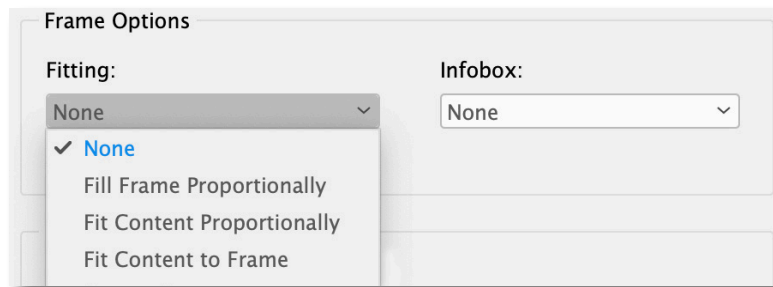 Frame Options
Fitting: Infobox:
None None
None
Fill Frame Proportionally
Fit Content Proportionally
Fit Content to Frame